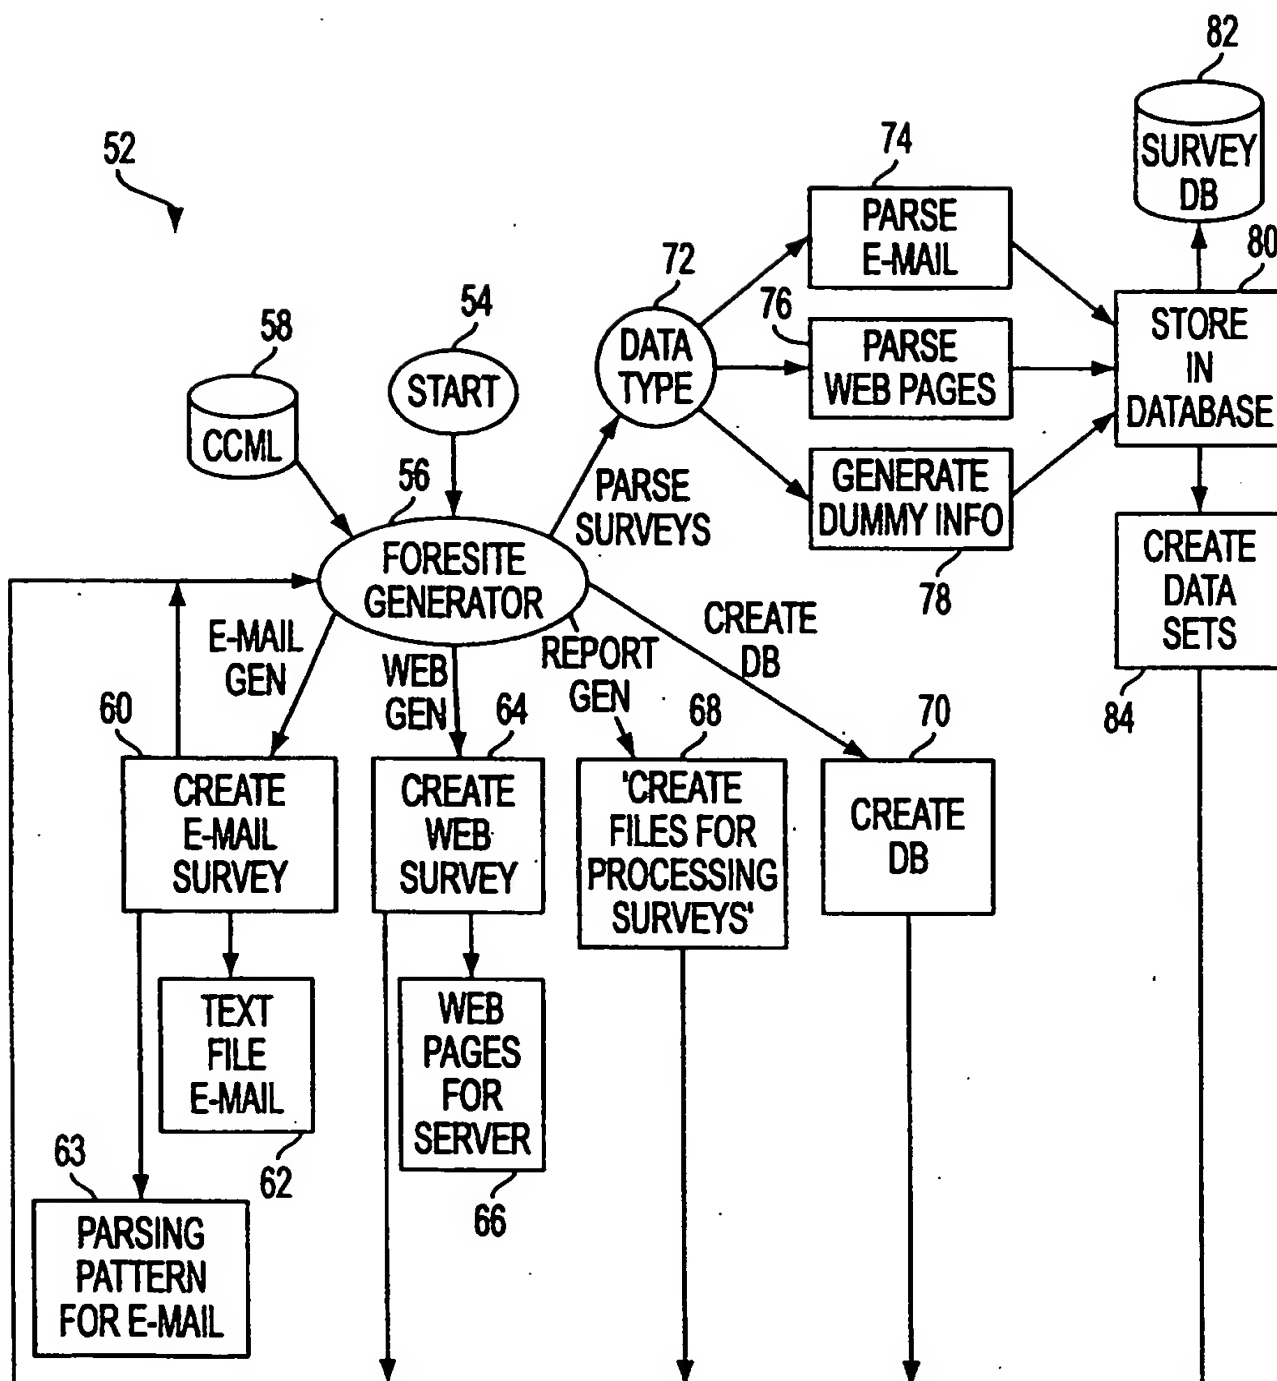 82
SURVEY
DB
52
74
PARSE
E-MAIL
72
DATA
TYPE
76
PARSE
WEB PAGES
80
STORE
IN
DATABASE
58
CCML
54
START
56
FORESITE
GENERATOR
PARSE
SURVEYS
GENERATE
DUMMY INFO
78
CREATE
DATA
SETS
84
E-MAIL
GEN
WEB
GEN
REPORT
GEN
CREATE
DB
60
CREATE
E-MAIL
SURVEY
64
CREATE
WEB
SURVEY
68
'CREATE
FILES FOR
PROCESSING
SURVEYS'
70
CREATE
DB
TEXT
FILE
E-MAIL
62
WEB
PAGES
FOR
SERVER
66
63
PARSING
PATTERN
FOR E-MAIL